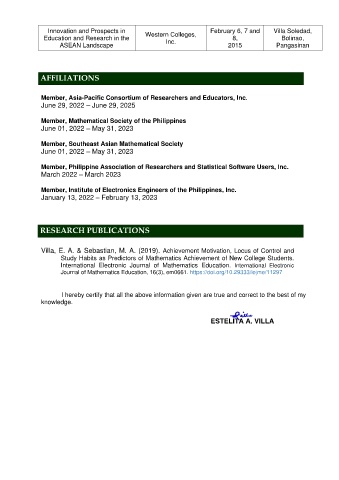 Innovation and Prospects in
Education and Research in the
ASEAN Landscape
Western Colleges,
Inc.
February 6, 7 and
8,
2015
Villa Soledad,
Bolinao,
Pangasinan
AFFILIATIONS
Member, Asia-Pacific Consortium of Researchers and Educators, Inc.
June 29, 2022 – June 29, 2025
Member, Mathematical Society of the Philippines
June 01, 2022 – May 31, 2023
Member, Southeast Asian Mathematical Society
June 01, 2022 – May 31, 2023
Member, Philippine Association of Researchers and Statistical Software Users, Inc.
March 2022 – March 2023
Member, Institute of Electronics Engineers of the Philippines, Inc.
January 13, 2022 – February 13, 2023
RESEARCH PUBLICATIONS
Villa, E. A. & Sebastian, M. A. (2019). Achievement Motivation, Locus of Control and
Study Habits as Predictors of Mathematics Achievement of New College Students.
International Electronic Journal of Mathematics Education. International Electronic
Journal of Mathematics Education, 16(3), em0661. https://doi.org/10.29333/iejme/11297
I hereby certify that all the above information given are true and correct to the best of my
knowledge.
ESTELITA A. VILLA